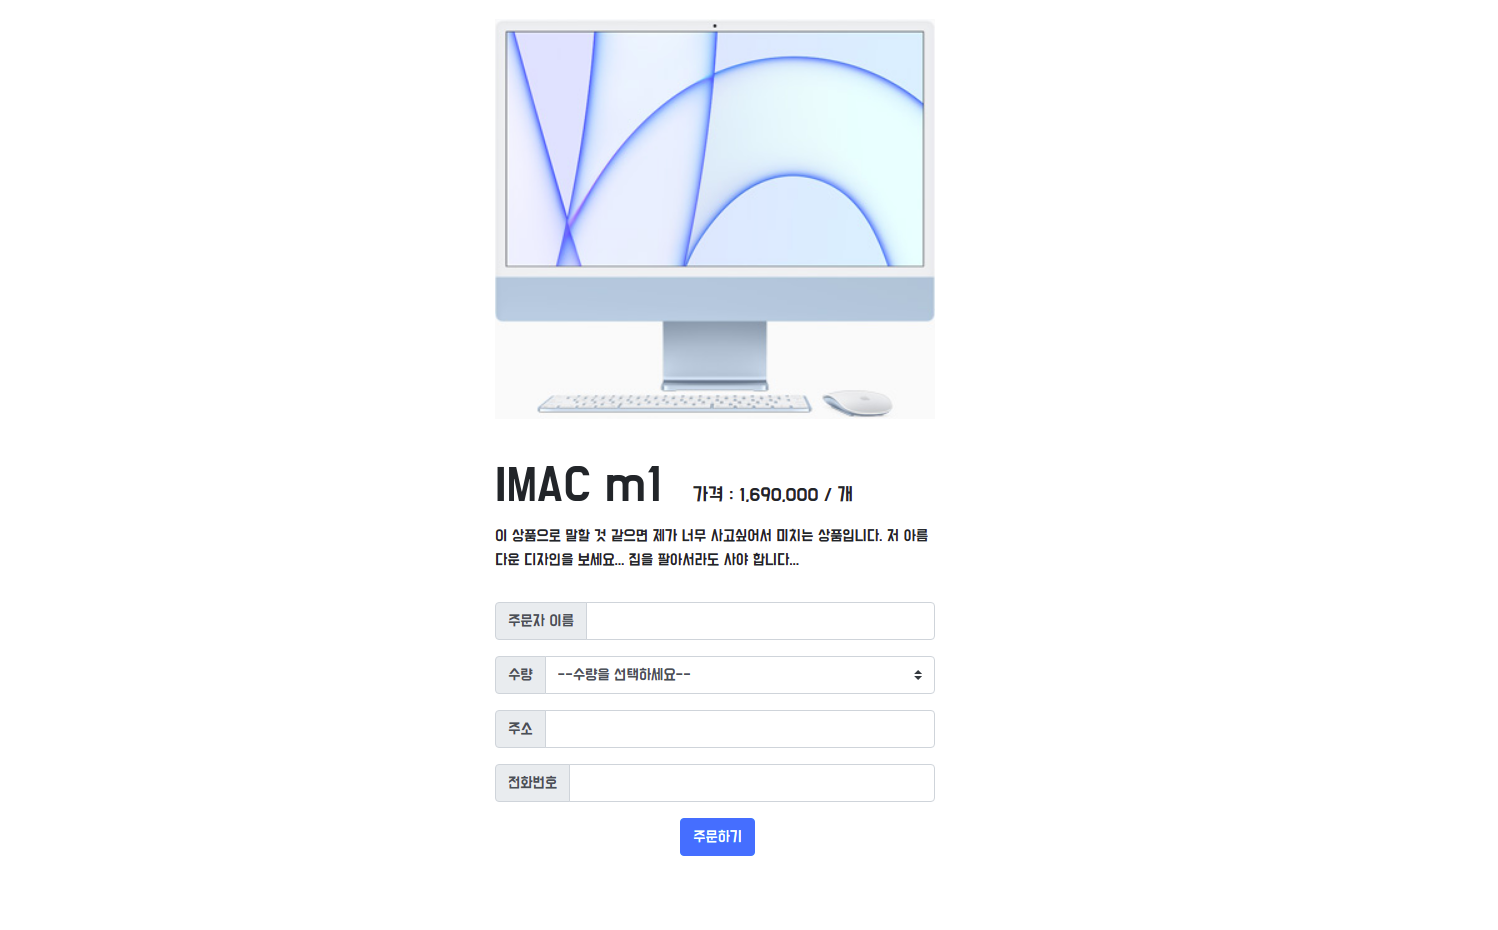 IMAC m1 가격 : 1,690,000 / 개
이 상품으로 말할 것 같으면 제가 너무 사고싶어서 미치는 상품입니다. 저 아름
다운 디자인을 보세요... 집을 팔아서라도 사야 합니다...
주문자 이름
수량 --수량을 선택하세요--
주소
전화번호
주문하기